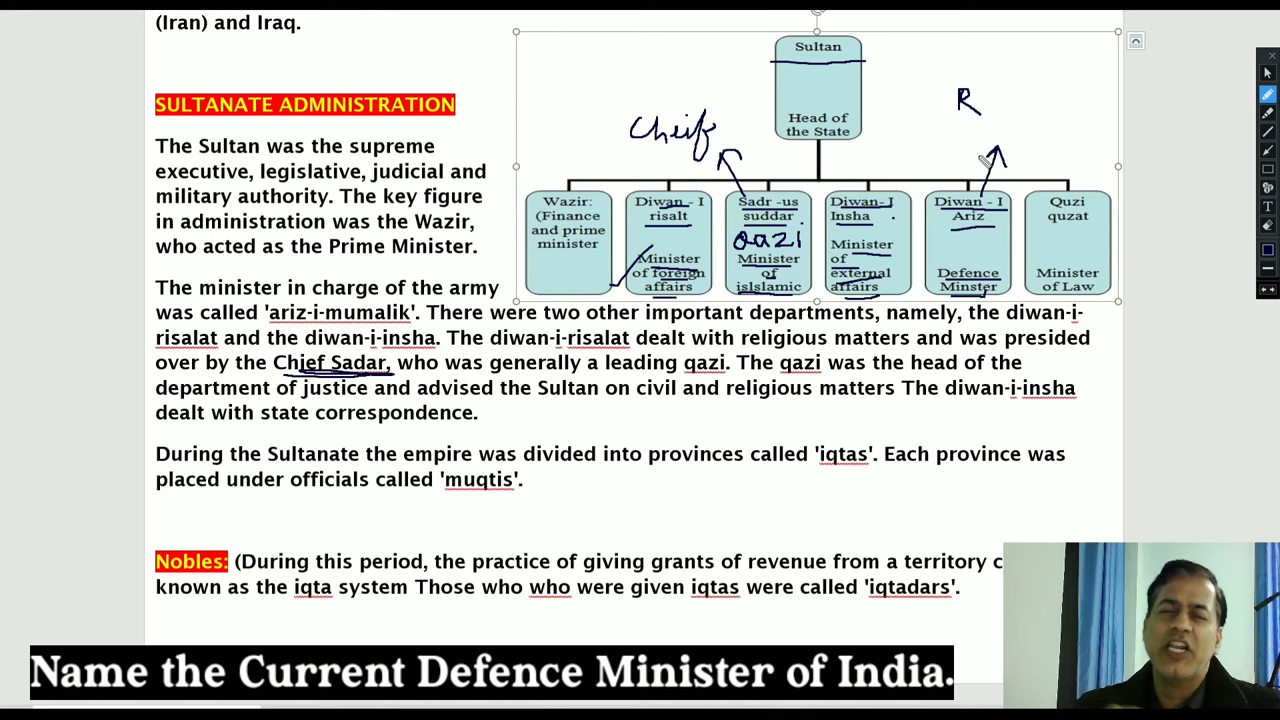 (Iran) and Iraq.
SULTANATE ADMINISTRATION
The Sultan was the supreme
executive, legislative, judicial and
military authority. The key figure
in administration was the Wazir,
who acted as the Prime Minister.
Sultan
Head of
the State
R
Cheif
Wazir:
(Finance
and prime
minister
Diwan - I
risalt
Minister
of foreign
affairs
Sadr -us
suddar
Qazi
Minister
of
islslamic
affairs
Diwan-I
Insha
Minister
of
external
affairs
Diwan - I
Ariz
Defence
Minster
Quzi
quzat
Minister
of Law
The minister in charge of the army
was called 'ariz-i-mumalik'. There were two other important departments, namely, the diwan-i-
risalat and the diwan-i-insha. The diwan-i-risalat dealt with religious matters and was presided
over by the Chief Sadar, who was generally a leading qazi. The qazi was the head of the
department of justice and advised the Sultan on civil and religious matters The diwan-i-insha
dealt with state correspondence.
During the Sultanate the empire was divided into provinces called 'iqtas'. Each province was
placed under officials called 'muqtis'.
Nobles: (During this period, the practice of giving grants of revenue from a territory
known as the iqta system Those who who were given iqtas were called 'iqtadars'.
Name the Current Defence Minister of India.